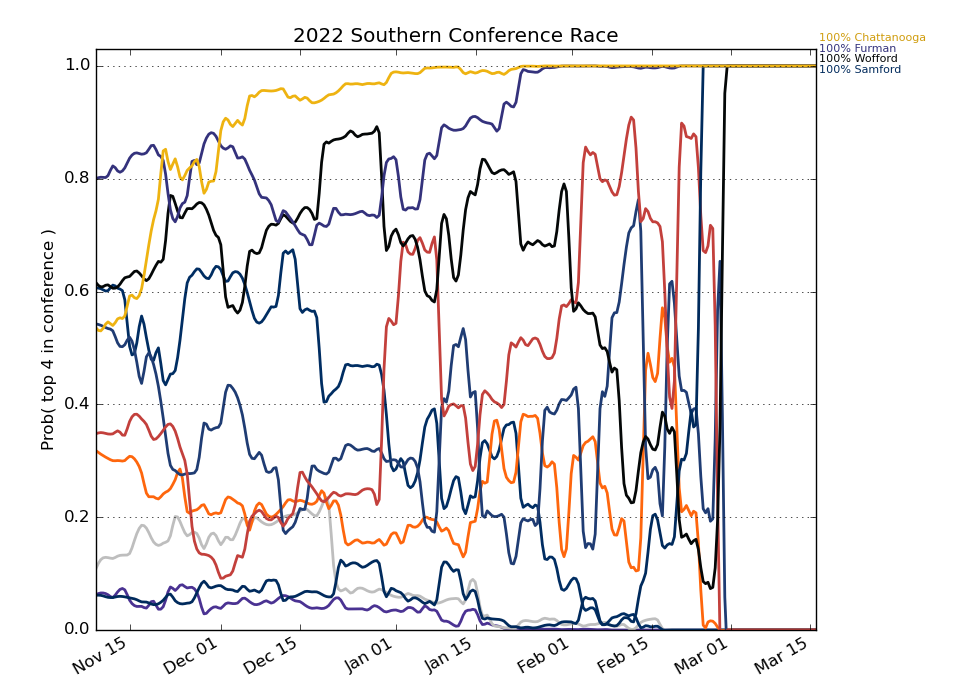 2022 Southern Conference Race
100% Chattanooga
100% Furman
100% Wofford
100% Samford
Prob( top 4 in conference )
1.0
0.8
0.6
0.4
0.2
0.0
Nov 15
Dec 01
Dec 15
Jan 01
Jan 15
Feb 01
Feb 15
Mar 01
Mar 15